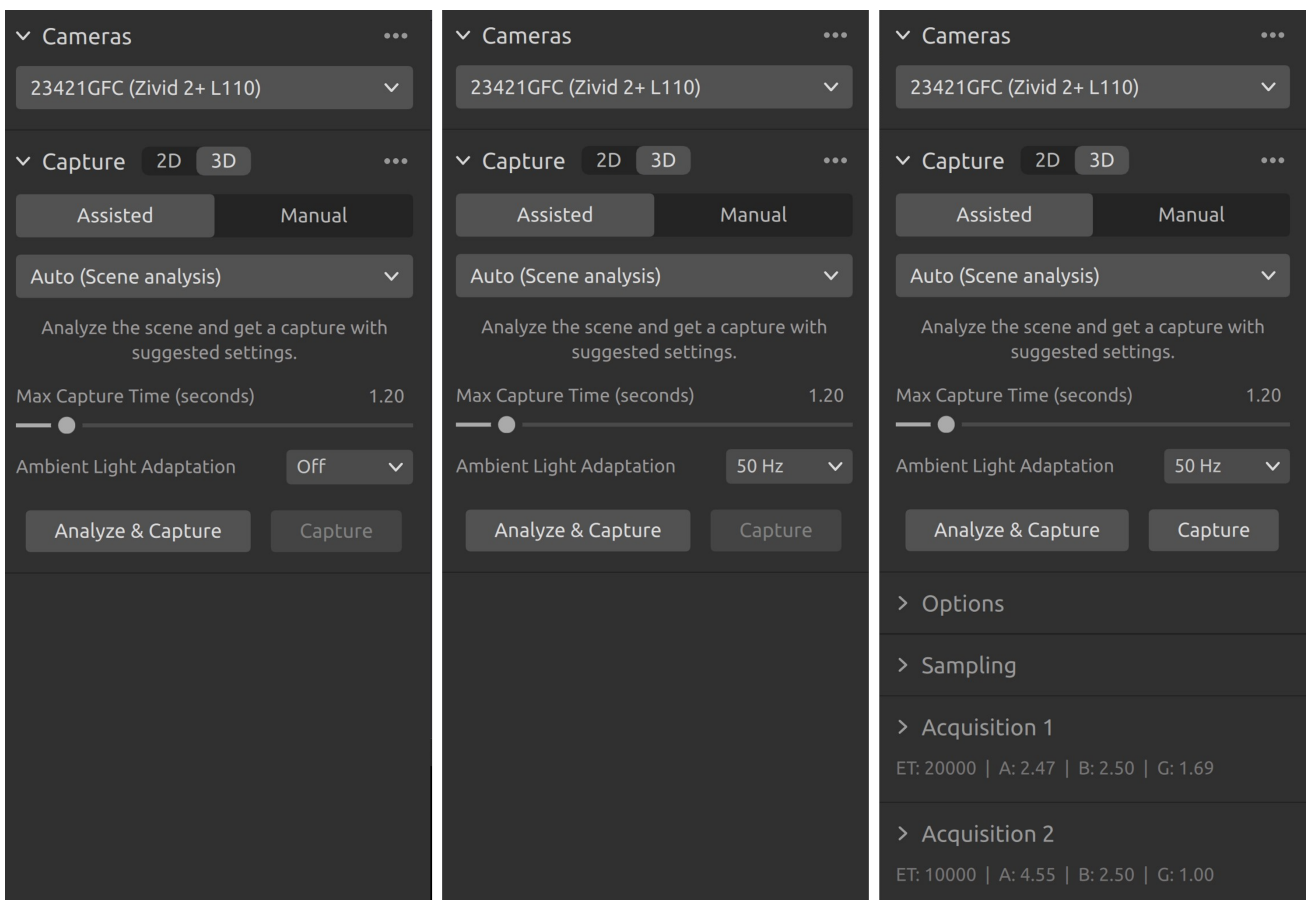 Cameras
23421GFC (Zivid 2+ L110)
Capture 2D 3D
Assisted Manual
Auto (Scene analysis)
Analyze the scene and get a capture with
suggested settings.
Max Capture Time (seconds) 1.20
Ambient Light Adaptation Off
Analyze & Capture Capture
Cameras
23421GFC (Zivid 2+ L110)
Capture 2D 3D
Assisted Manual
Auto (Scene analysis)
Analyze the scene and get a capture with
suggested settings.
Max Capture Time (seconds) 1.20
Ambient Light Adaptation 50 Hz
Analyze & Capture Capture
Cameras
23421GFC (Zivid 2+ L110)
Capture 2D 3D
Assisted Manual
Auto (Scene analysis)
Analyze the scene and get a capture with
suggested settings.
Max Capture Time (seconds) 1.20
Ambient Light Adaptation 50 Hz
Analyze & Capture Capture
Options
Sampling
Acquisition 1
ET: 20000 | A: 2.47 | B: 2.50 | G: 1.69
Acquisition 2
ET: 10000 | A: 4.55 | B: 2.50 | G: 1.00